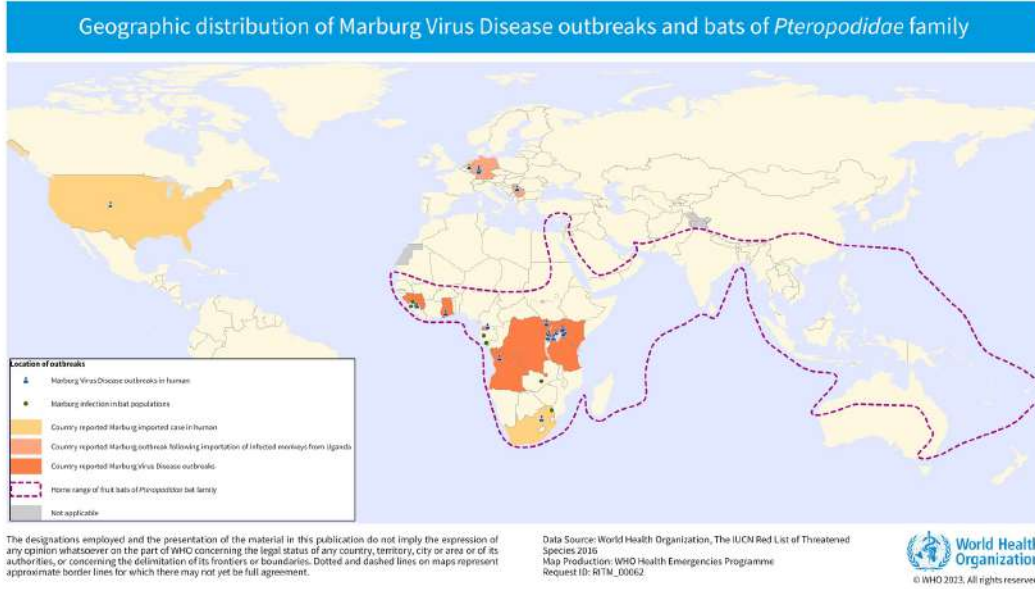 Geographic distribution of Marburg Virus Disease outbreaks and bats of Pteropodidae family
Location of outbreaks
Marburg Virus Disease outbreaks in human
Marburg infection in bat populations
Country reported Marburg imported case in human
Country reported Marburg outbreak following importation of infected monkeys from Uganda
Country reported Marburg Virus Disease outbreaks
Home range of fruit bats of Pteropodidae bat family
Not applicable
The designations employed and the presentation of the material in this publication do not imply the expression of
any opinion whatsoever on the part of WHO concerning the legal status of any country, territory, city or area or of its
authorities, or concerning the delimitation of its frontiers or boundaries. Dotted and dashed lines on maps represent
approximate border lines for which there may not yet be full agreement.
Data Source: World Health Organization, The IUCN Red List of Threatened
Species 2016
Map Production: WHO Health Emergencies Programme
Request ID: RITM_00062
World Health
Organization
© WHO 2023. All rights reserve